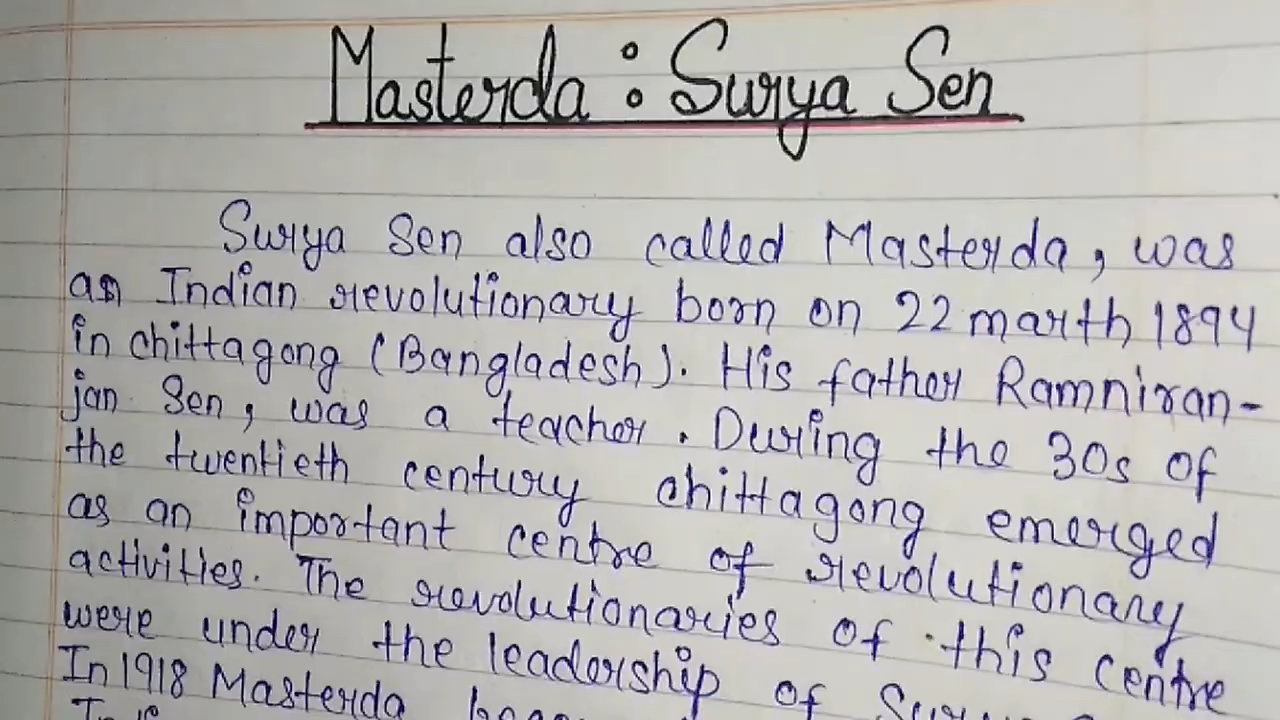 Masterda : Surya Sen
Surya Sen also called Masterda, was
an Indian revolutionary born on 22 marth 1894
in chittagong (Bangladesh). His father Ramniran-
jan Sen, was a teacher. During the 30s of
the twentieth century chittagong emerged
as an important centre of revolutionary
activities. The revolutionaries of this centre
were under the leadership of
In 1918 Masterda